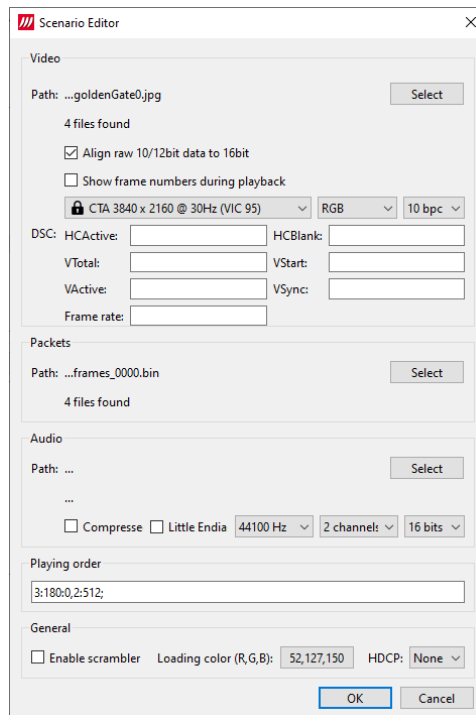 Scenario Editor
Video
Path: ...goldenGate0.jpg Select
4 files found
Align raw 10/12bit data to 16bit
Show frame numbers during playback
CTA 3840 x 2160 @ 30Hz (VIC 95) RGB 10 bpc
DSC: HCActive: HCBlank:
VTotal: VStart:
VActive: VSync:
Frame rate:
Packets
Path: ...frames_0000.bin Select
4 files found
Audio
Path: ... Select
...
Compresse Little Endia 44100 Hz 2 channels 16 bits
Playing order
3:180:0,2:512;
General
Enable scrambler Loading color (R,G,B): 52,127,150 HDCP: None
OK Cancel